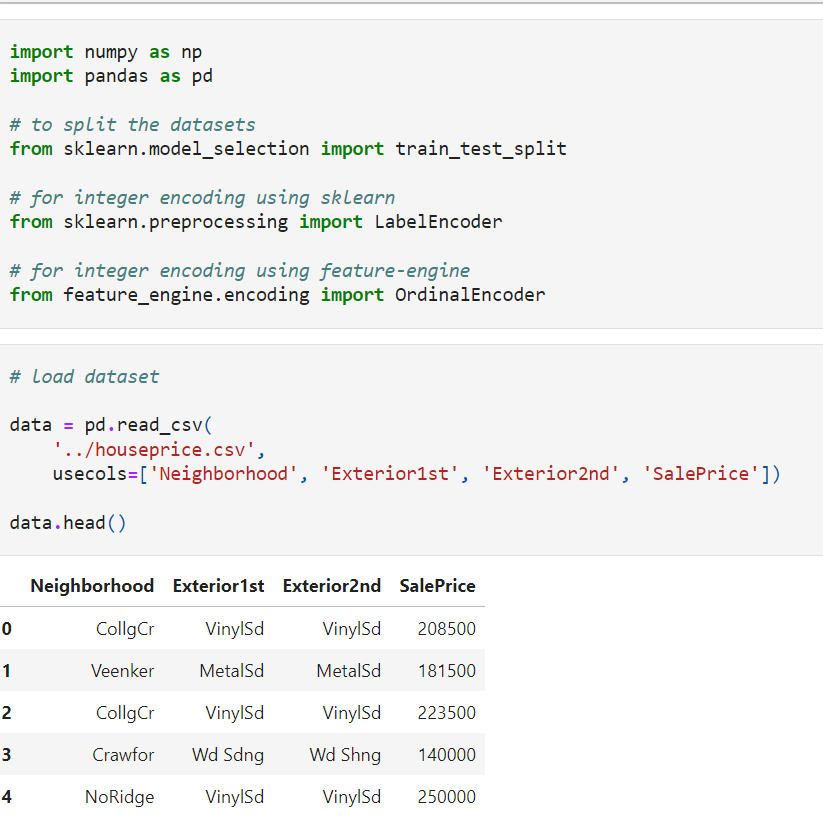 import numpy as np
import pandas as pd
# to split the datasets
from sklearn.model_selection import train_test_split
# for integer encoding using sklearn
from sklearn.preprocessing import LabelEncoder
# for integer encoding using feature-engine
from feature_engine.encoding import OrdinalEncoder
# load dataset
data = pd.read_csv(
    '../houseprice.csv',
    usecols=['Neighborhood', 'Exterior1st', 'Exterior2nd', 'SalePrice'])
data.head()
Neighborhood Exterior1st Exterior2nd SalePrice
0 CollgCr VinylSd VinylSd 208500
1 Veenker MetalSd MetalSd 181500
2 CollgCr VinylSd VinylSd 223500
3 Crawfor Wd Sdng Wd Shng 140000
4 NoRidge VinylSd VinylSd 250000